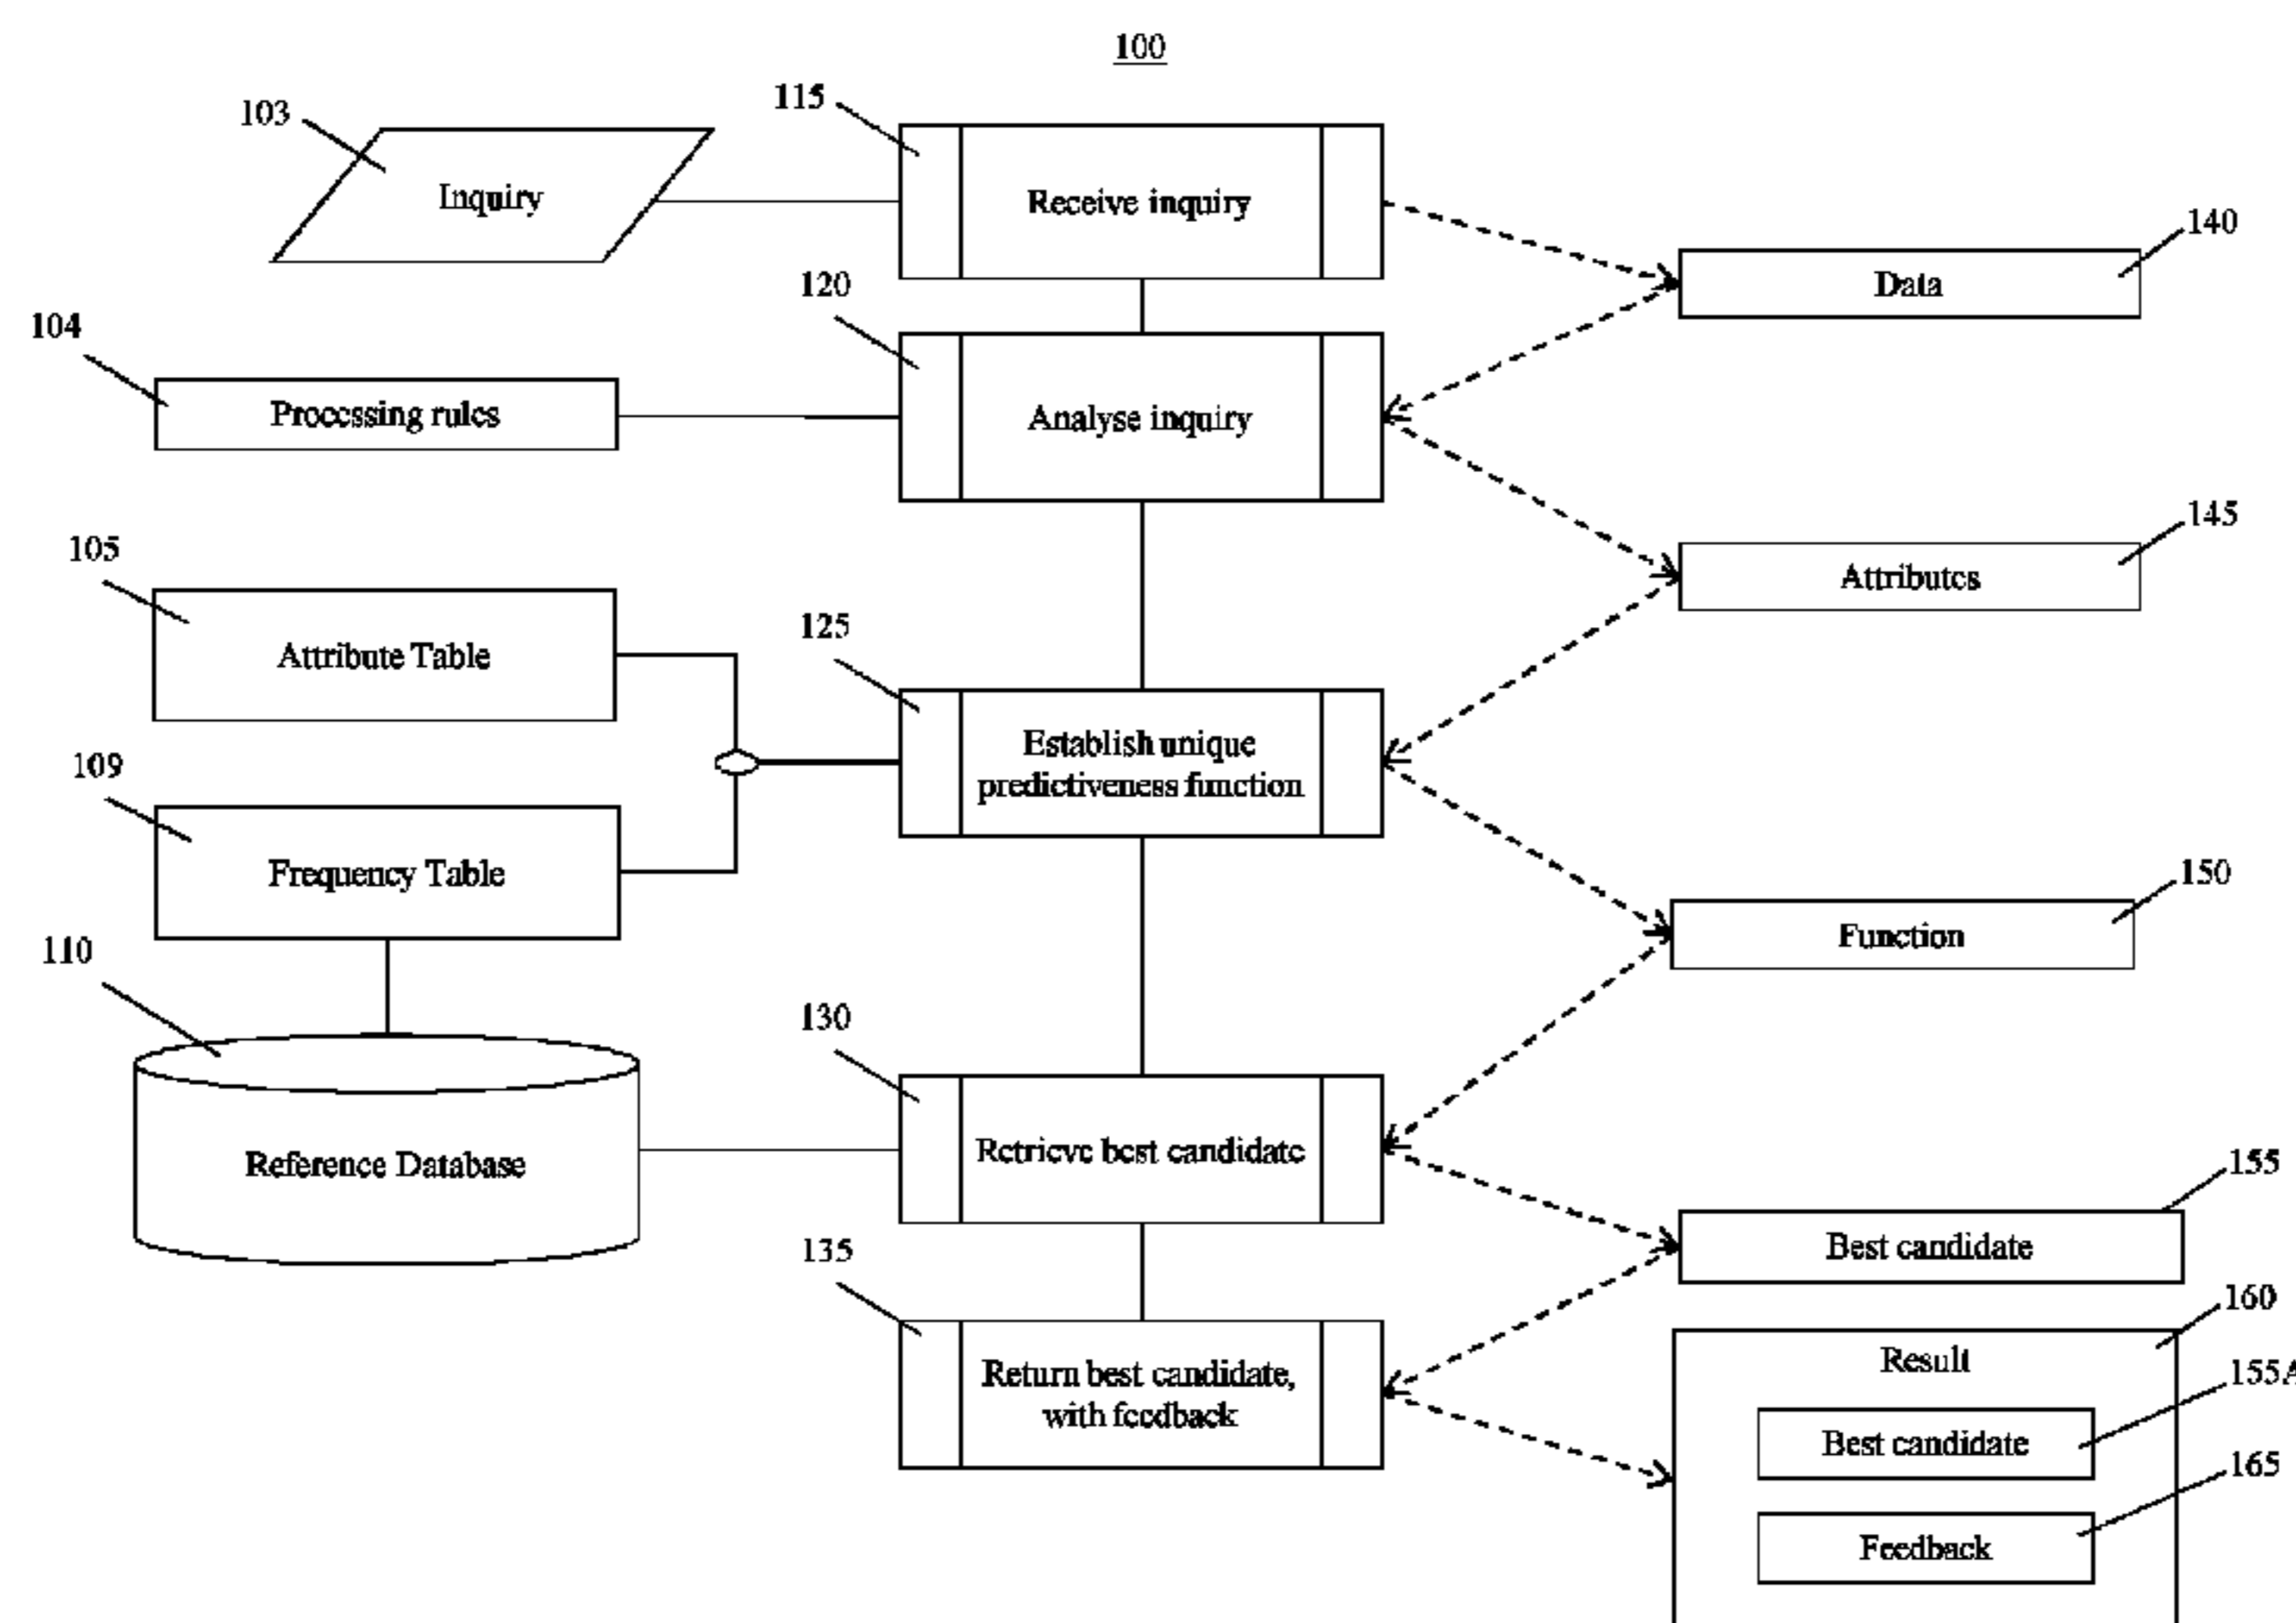 100
103
115
Inquiry
Receive inquiry
140
Data
120
104
Processing rules
Analyse inquiry
145
Attributes
105
Attribute Table
125
Establish unique
predictiveness function
109
Frequency Table
150
Function
110
130
Reference Database
Retrieve best candidate
155
Best candidate
135
Return best candidate,
with feedback
160
Result
155A
Best candidate
165
Feedback